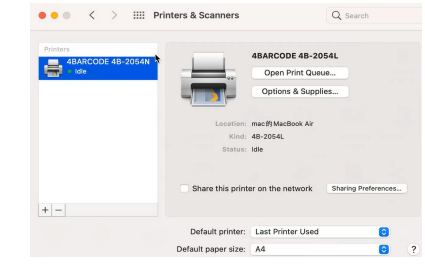 Printers & Scanners
Search
Printers
4BARCODE 4B-2054N
Idle
4BARCODE 4B-2054L
Open Print Queue...
Options & Supplies...
Location: mac的MacBook Air
Kind: 4B-2054L
Status: Idle
Share this printer on the network
Sharing Preferences...
+ −
Default printer: Last Printer Used
Default paper size: A4
?